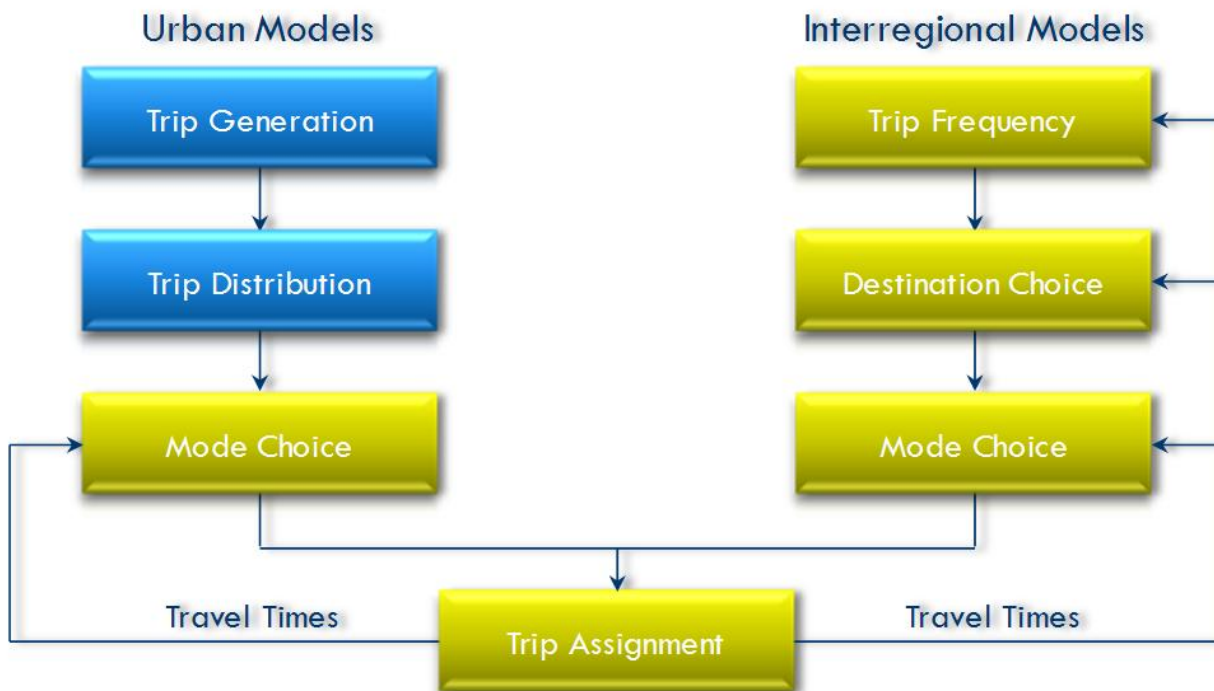 Urban Models
Interregional Models
Trip Generation
Trip Frequency
Trip Distribution
Destination Choice
Mode Choice
Mode Choice
Travel Times
Travel Times
Trip Assignment